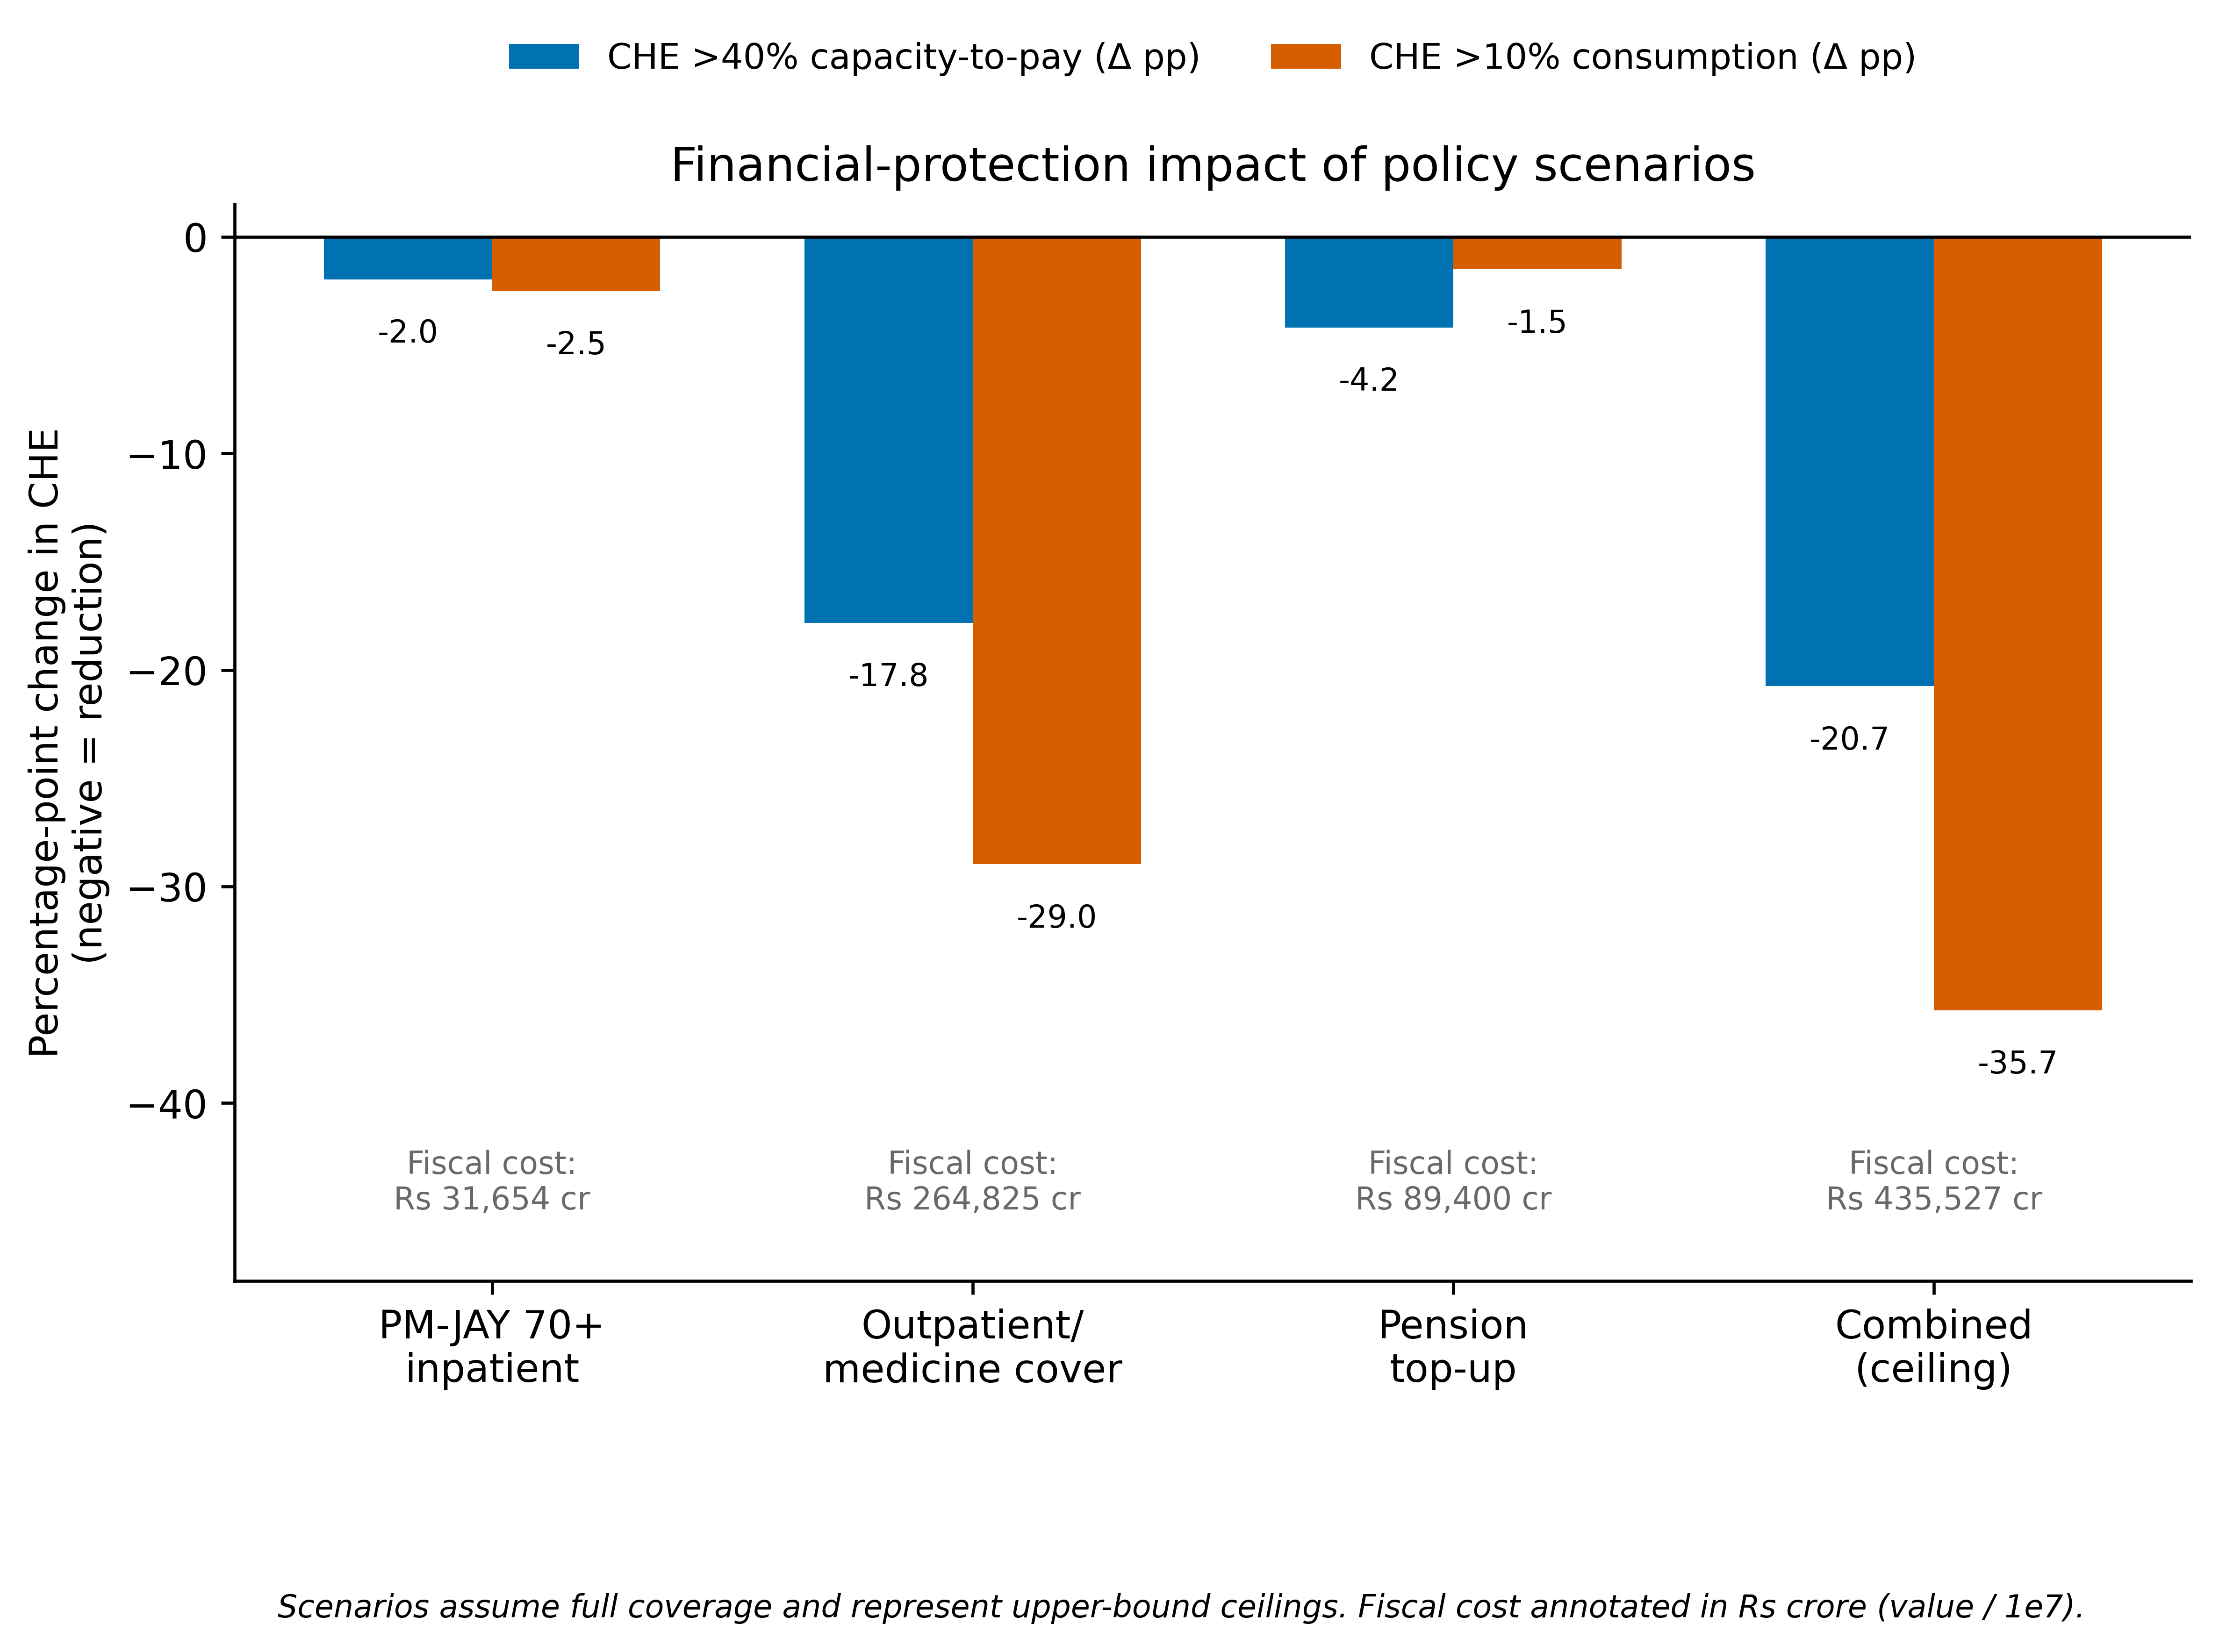 CHE >40% capacity-to-pay (Δ pp)
CHE >10% consumption (Δ pp)
Financial-protection impact of policy scenarios
Percentage-point change in CHE
(negative = reduction)
0
−10
−20
−30
−40
-2.0
-2.5
-17.8
-29.0
-4.2
-1.5
-20.7
-35.7
Fiscal cost:
Rs 31,654 cr
Fiscal cost:
Rs 264,825 cr
Fiscal cost:
Rs 89,400 cr
Fiscal cost:
Rs 435,527 cr
PM-JAY 70+
inpatient
Outpatient/
medicine cover
Pension
top-up
Combined
(ceiling)
Scenarios assume full coverage and represent upper-bound ceilings. Fiscal cost annotated in Rs crore (value / 1e7).